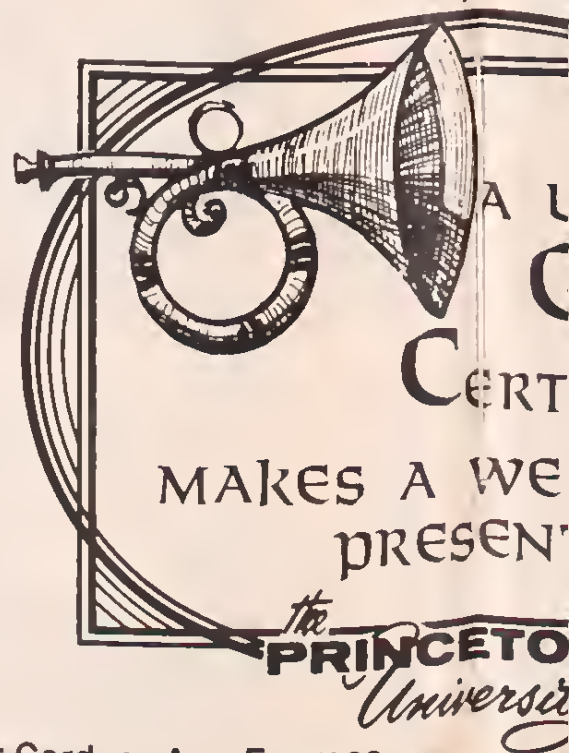 A U
G
CERT
MAKES A WE
PRESENT
the
PRINCETO
Universit